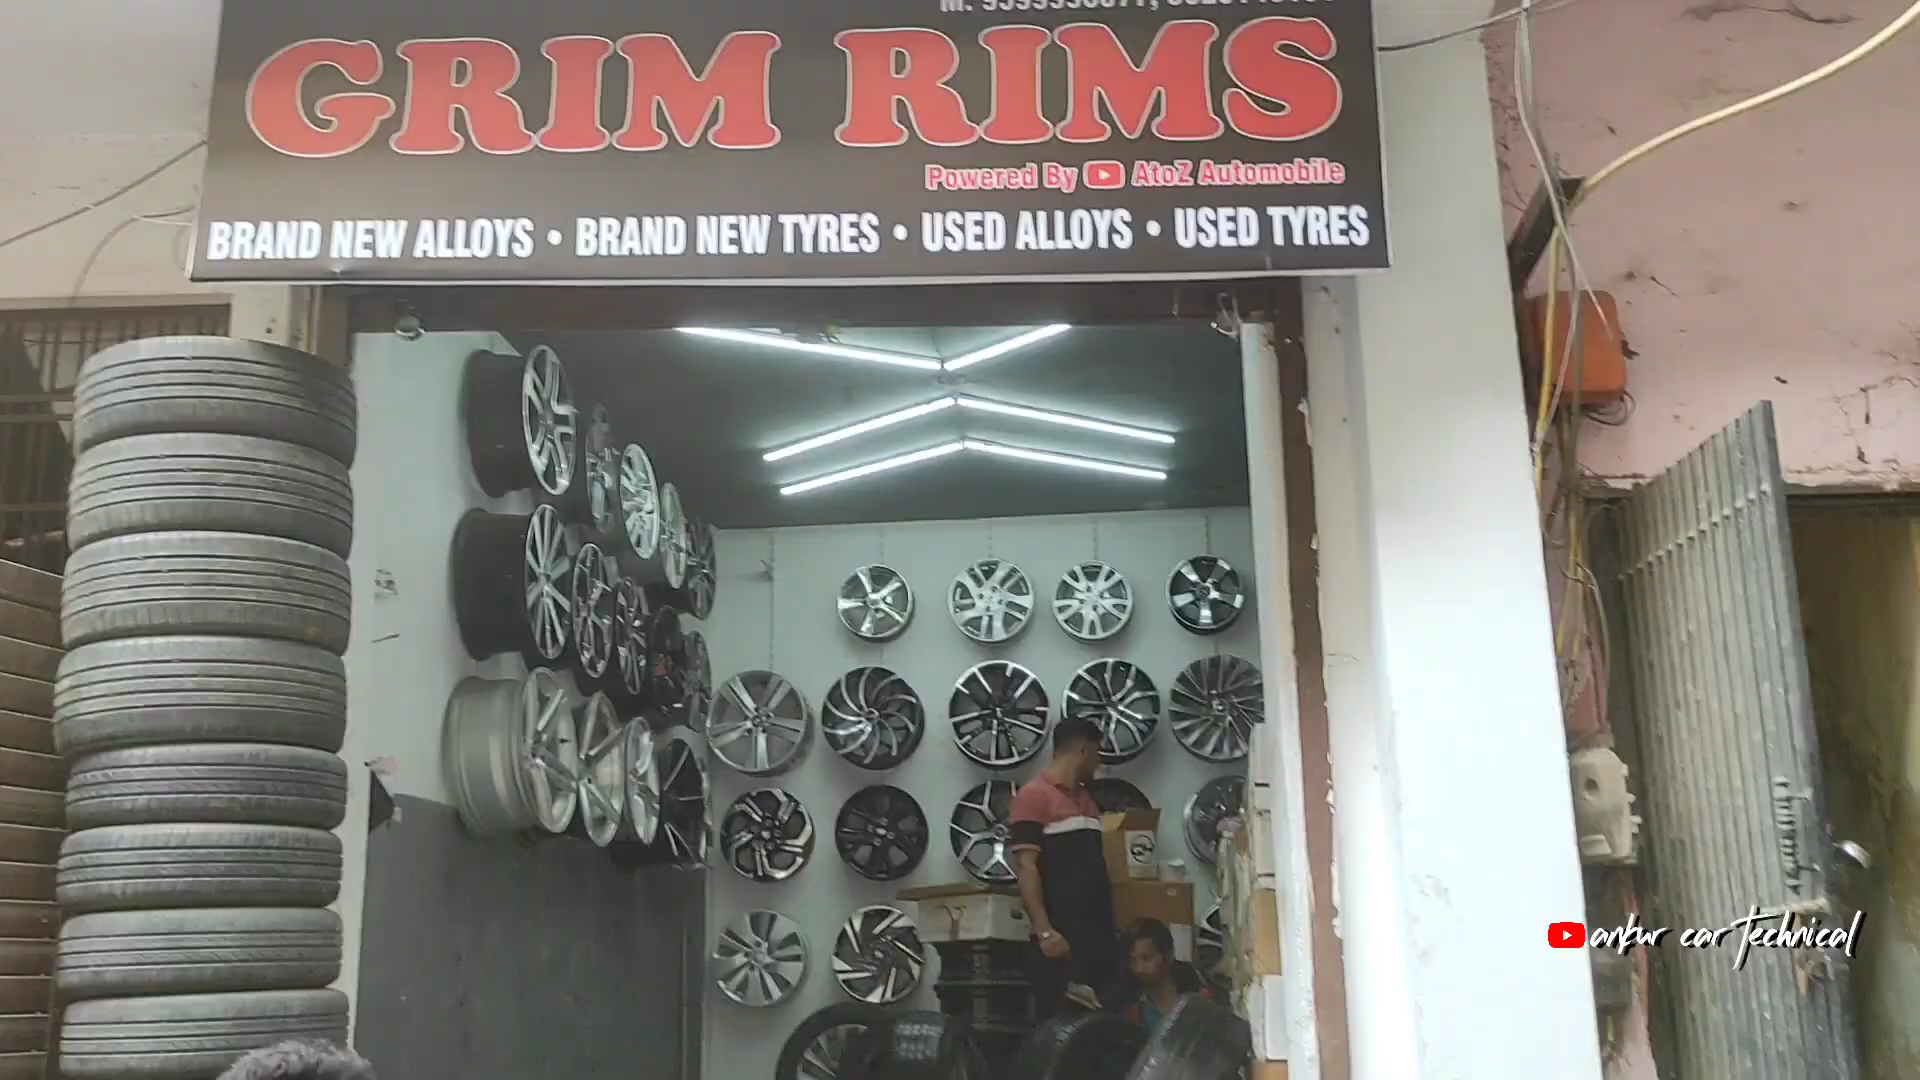 GRIM RIMS
Powered By AtoZ Automobile
BRAND NEW ALLOYS • BRAND NEW TYRES • USED ALLOYS • USED TYRES
ankur car technical